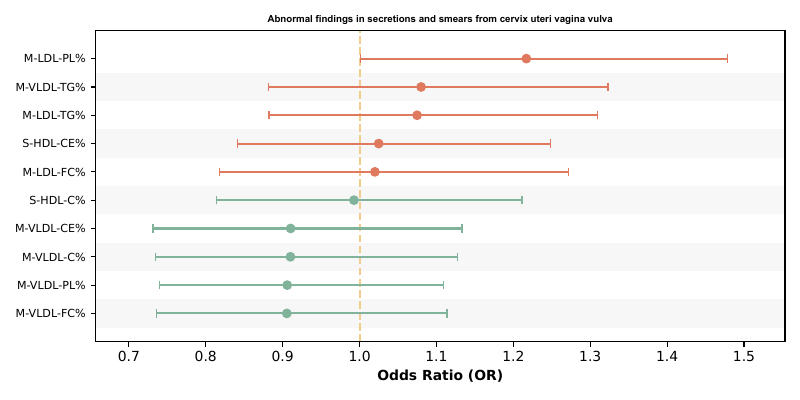 Abnormal findings in secretions and smears from cervix uteri vagina vulva
M-LDL-PL%
M-VLDL-TG%
M-LDL-TG%
S-HDL-CE%
M-LDL-FC%
S-HDL-C%
M-VLDL-CE%
M-VLDL-C%
M-VLDL-PL%
M-VLDL-FC%
0.7 0.8 0.9 1.0 1.1 1.2 1.3 1.4 1.5
Odds Ratio (OR)